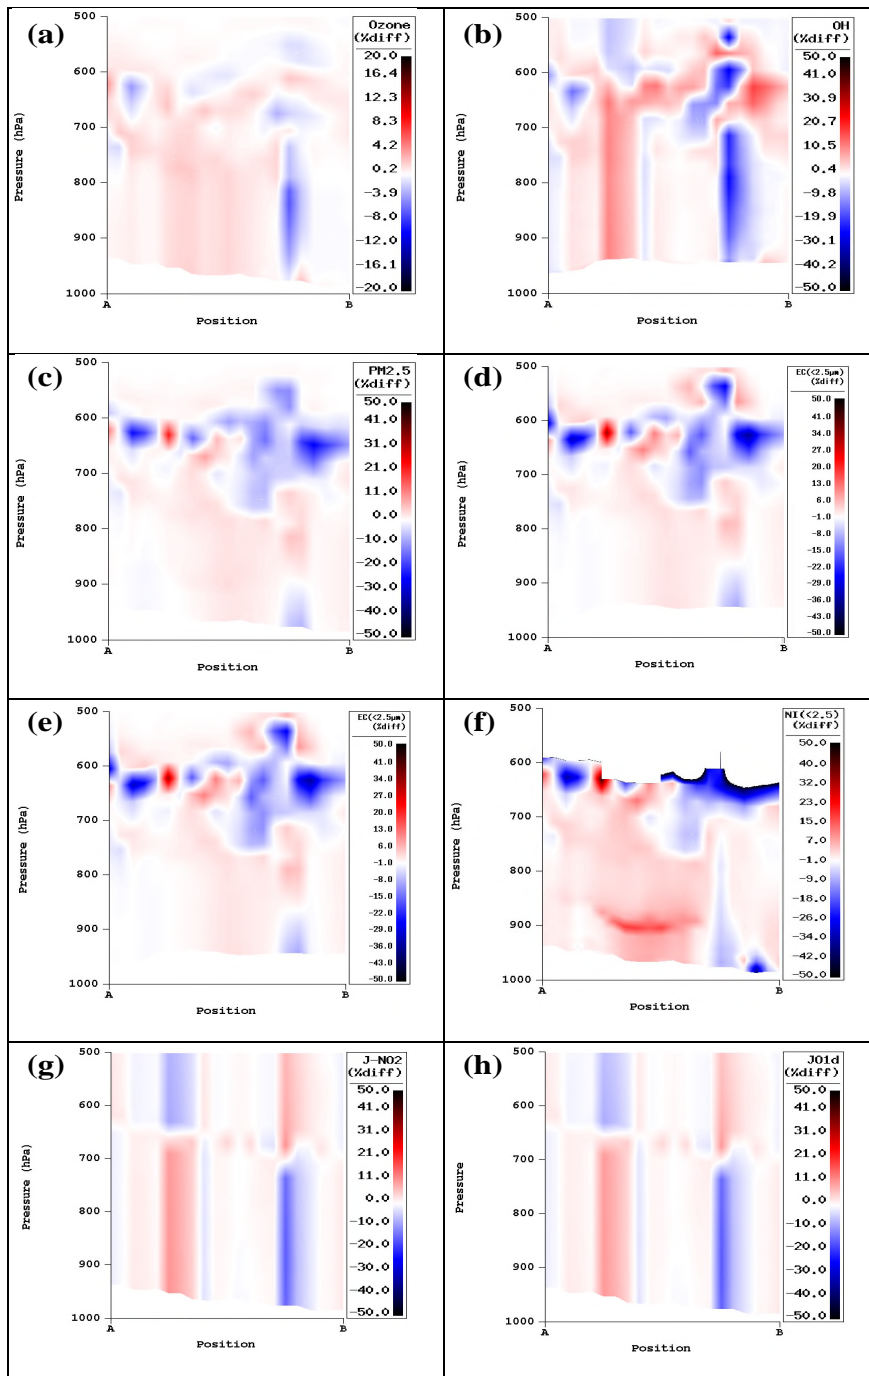 (a)
Ozone
(%diff)
20.0
16.4
12.3
8.3
4.2
0.2
-3.9
-8.0
-12.0
-16.1
-20.0
500
600
700
800
900
1000
Pressure (hPa)
A
B
Position
(b)
OH
(%diff)
50.0
41.0
30.9
20.7
10.5
0.4
-9.8
-19.9
-30.1
-40.2
-50.0
500
600
700
800
900
1000
Pressure (hPa)
A
B
Position
(c)
PM2.5
(%diff)
50.0
41.0
31.0
21.0
11.0
0.0
-10.0
-20.0
-30.0
-40.0
-50.0
500
600
700
800
900
1000
Pressure (hPa)
A
B
Position
(d)
EC(<2.5µm)
(%diff)
50.0
43.0
34.0
27.0
20.0
13.0
6.0
-1.0
-8.0
-15.0
-22.0
-29.0
-36.0
-43.0
-50.0
500
600
700
800
900
1000
Pressure (hPa)
A
B
Position
(e)
EC(<2.5µm)
(%diff)
50.0
43.0
34.0
27.0
20.0
13.0
6.0
-1.0
-8.0
-15.0
-22.0
-29.0
-36.0
-43.0
-50.0
500
600
700
800
900
1000
Pressure (hPa)
A
B
Position
(f)
NI(<2.5)
(%diff)
50.0
40.0
32.0
23.0
15.0
7.0
-1.0
-9.0
-18.0
-26.0
-34.0
-42.0
-50.0
500
600
700
800
900
1000
Pressure (hPa)
A
B
Position
(g)
J-NO2
(%diff)
50.0
41.0
31.0
21.0
11.0
0.0
-10.0
-20.0
-30.0
-40.0
-50.0
500
600
700
800
900
1000
Pressure (hPa)
A
B
Position
(h)
JO1d
(%diff)
50.0
41.0
31.0
21.0
11.0
0.0
-10.0
-20.0
-30.0
-40.0
-50.0
500
600
700
800
900
1000
Pressure
A
B
Position